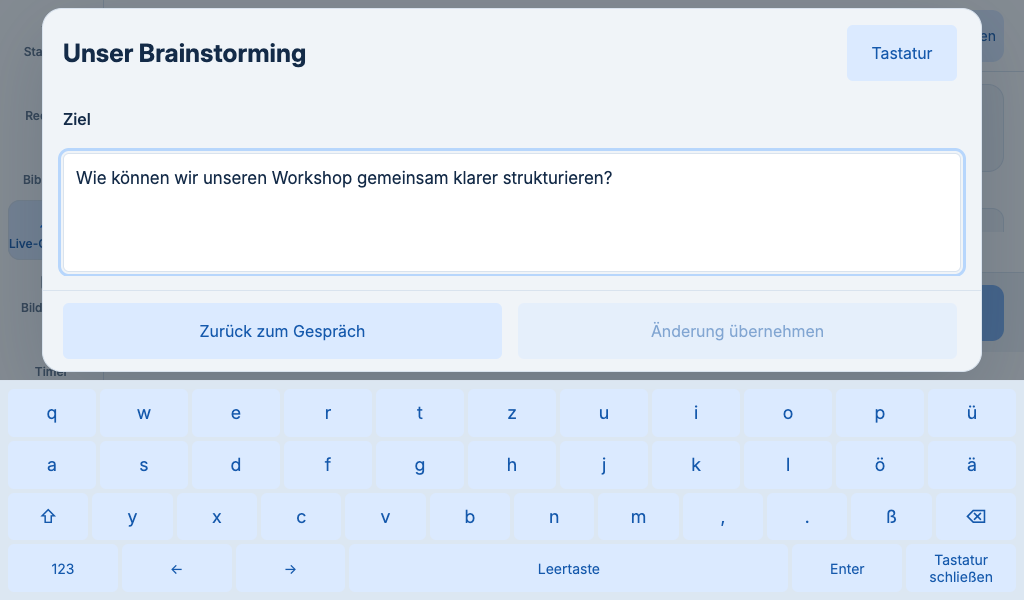 Unser Brainstorming
Tastatur
Ziel
Wie können wir unseren Workshop gemeinsam klarer strukturieren?
Zurück zum Gespräch
Änderung übernehmen
q w e r t z u i o p ü
a s d f g h j k l ö ä
⇧ y x c v b n m , . ß ⌫
123 ← → Leertaste Enter Tastatur
schließen